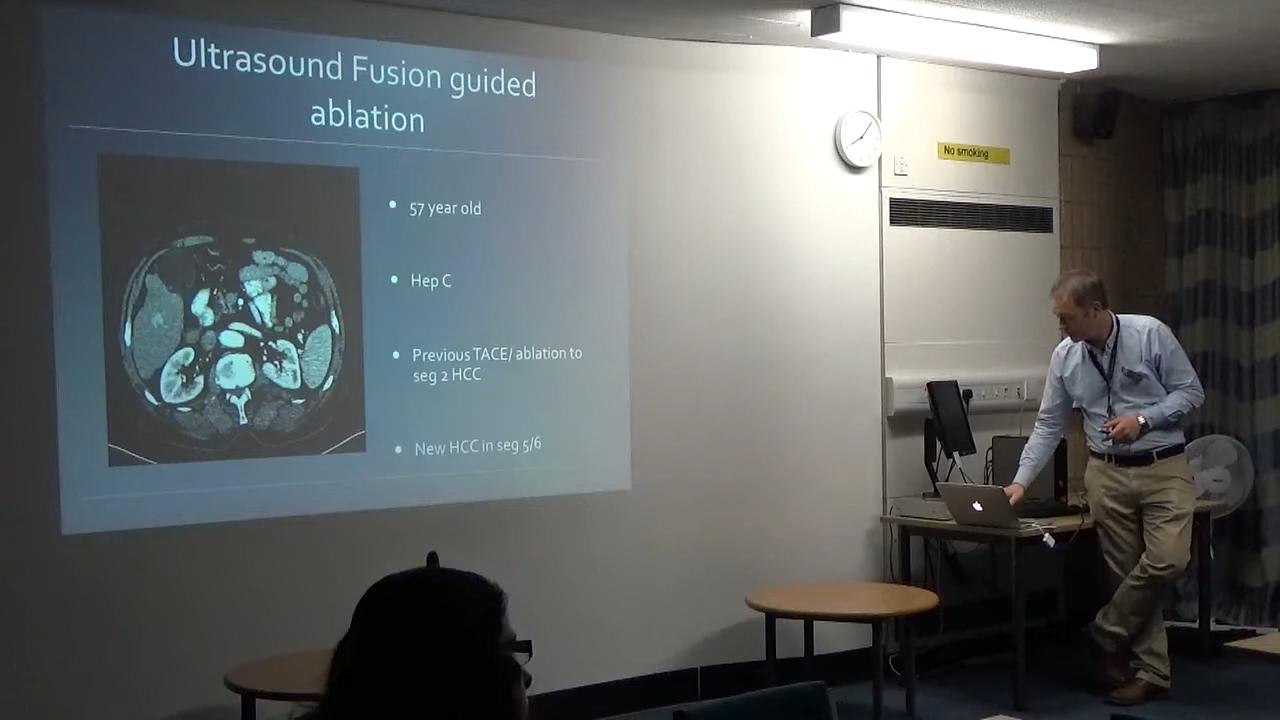 Ultrasound Fusion guided
ablation
57 year old
Hep C
Previous TACE/ ablation to
seg 2 HCC
New HCC in seg 5/6
No smoking